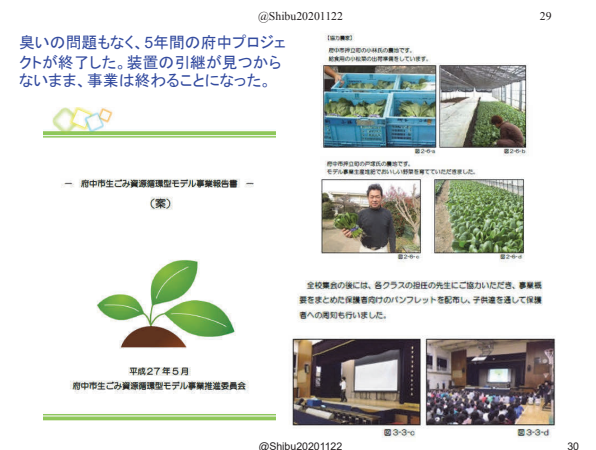 @Shibu20201122
29
臭いの問題もなく、5年間の府中プロジェ
クトが終了した。装置の引継が見つから
ないまま、事業は終わることになった。
－ 府中市生ごみ資源循環型モデル事業報告書 －
（案）
平成27年5月
府中市生ごみ資源循環型モデル事業推進委員会
【協力農家】
府中市押立町の小林氏の農地です。
給食用の小松菜の出荷準備をしています。
図2-6-a
図2-6-b
府中市押立町の戸塚氏の農地です。
モデル事業生産堆肥でおいしい野菜を育てていただきました。
図2-6-c
図2-6-d
全校集会の後には、各クラスの担任の先生にご協力いただき、事業概
要をまとめた保護者向けのパンフレットを配布し、子供達を通して保護
者への周知も行いました。
図3-3-c
図3-3-d
@Shibu20201122
30